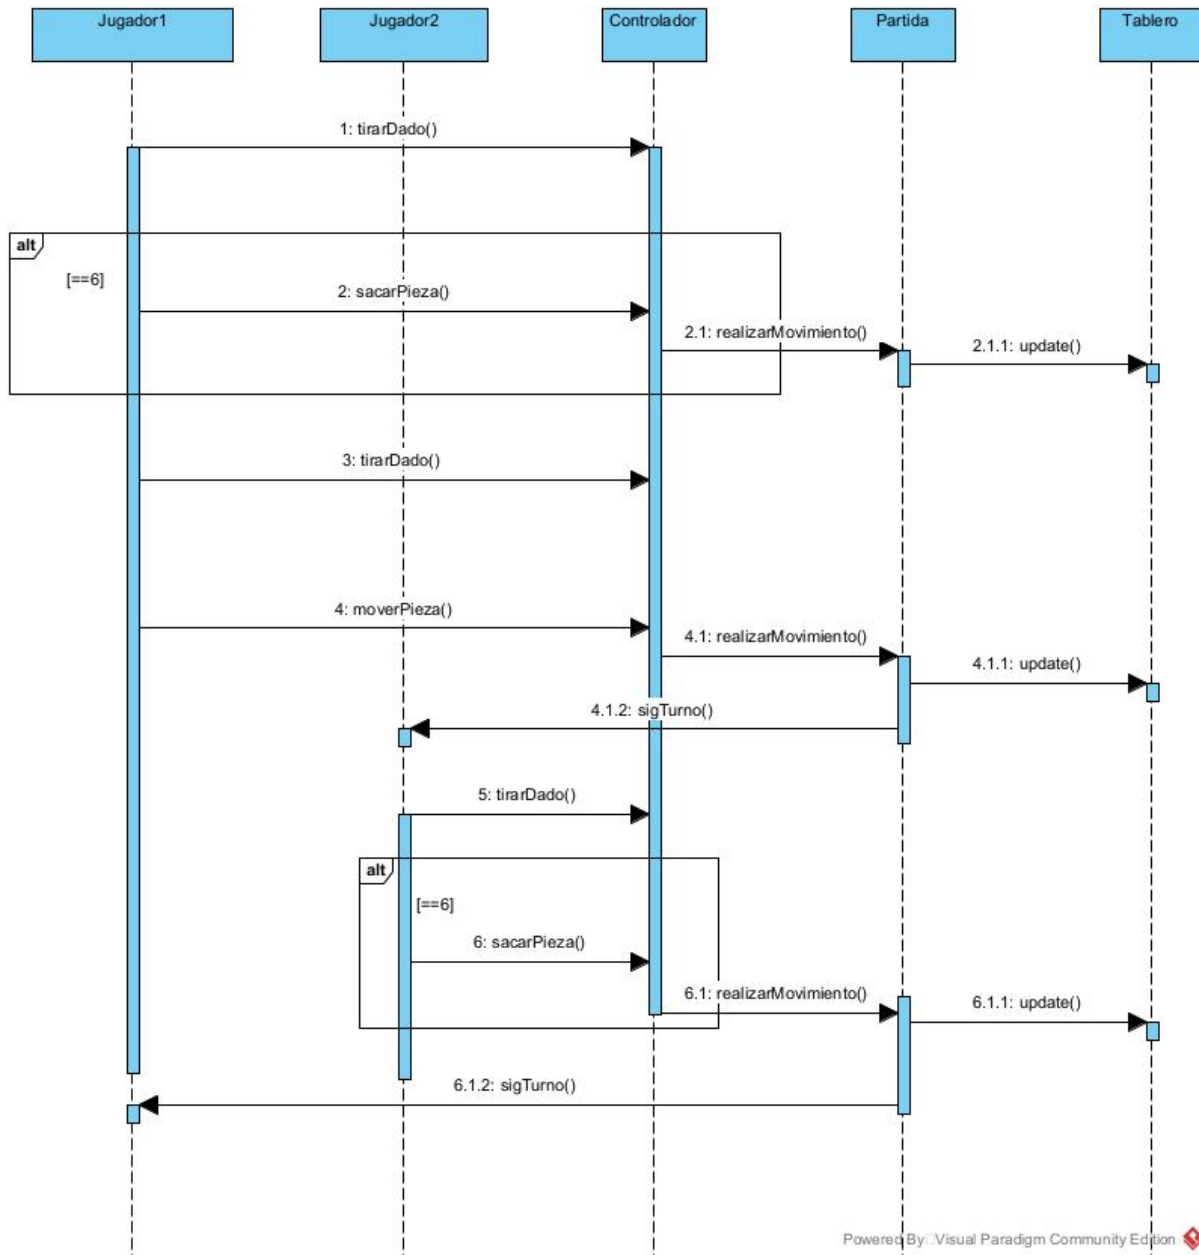 Jugador1
Jugador2
Controlador
Partida
Tablero
1: tirarDado()
alt
[==6]
2: sacarPieza()
2.1: realizarMovimiento()
2.1.1: update()
3: tirarDado()
4: moverPieza()
4.1: realizarMovimiento()
4.1.1: update()
4.1.2: sigTurno()
5: tirarDado()
alt
[==6]
6: sacarPieza()
6.1: realizarMovimiento()
6.1.1: update()
6.1.2: sigTurno()
Powered By Visual Paradigm Community Edition